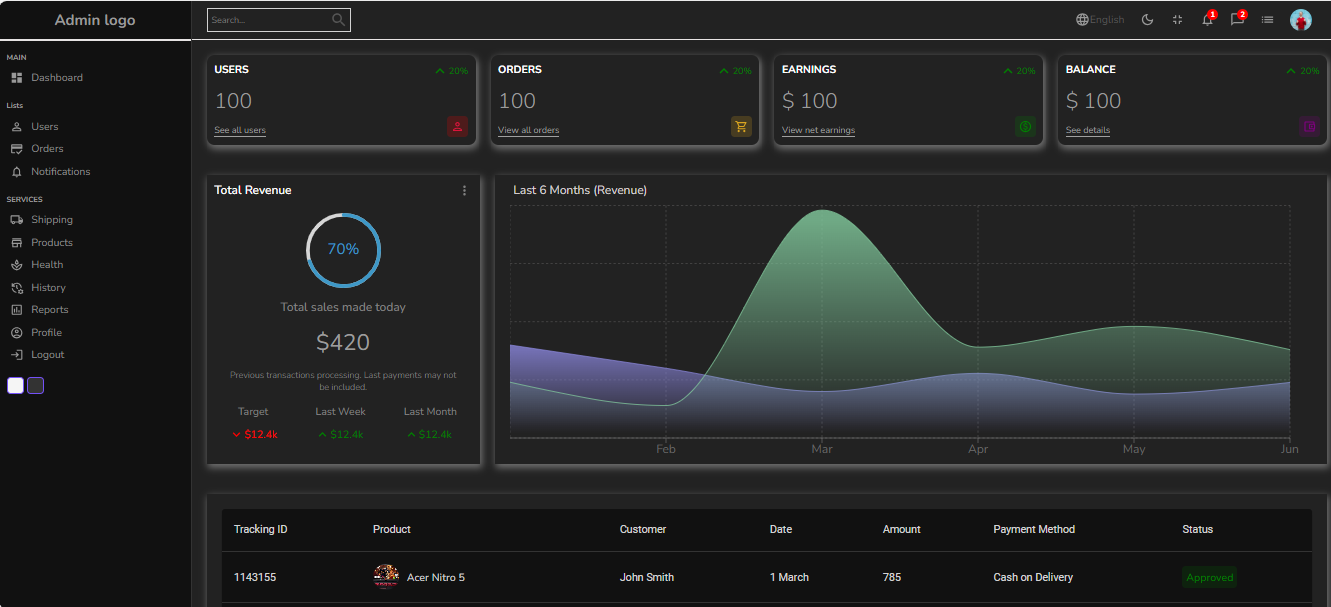 Admin logo
Search...
English
1
2
MAIN
Dashboard
Lists
Users
Orders
Notifications
SERVICES
Shipping
Products
Health
History
Reports
Profile
Logout
USERS
20%
100
See all users
ORDERS
20%
100
View all orders
EARNINGS
20%
$ 100
View net earnings
BALANCE
20%
$ 100
See details
Total Revenue
70%
Total sales made today
$420
Previous transactions processing. Last payments may not
be included.
Target
Last Week
Last Month
$12.4k
$12.4k
$12.4k
Last 6 Months (Revenue)
Feb
Mar
Apr
May
Jun
Tracking ID
Product
Customer
Date
Amount
Payment Method
Status
1143155
Acer Nitro 5
John Smith
1 March
785
Cash on Delivery
Approved